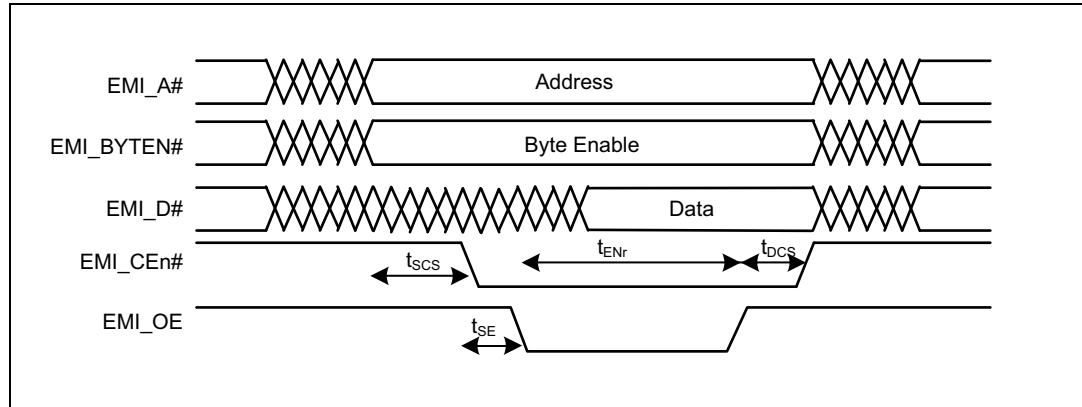 EMI_A# Address
EMI_BYTEN# Byte Enable
EMI_D# Data
EMI_CEn# tSCS tENr tDCS
EMI_OE tSE